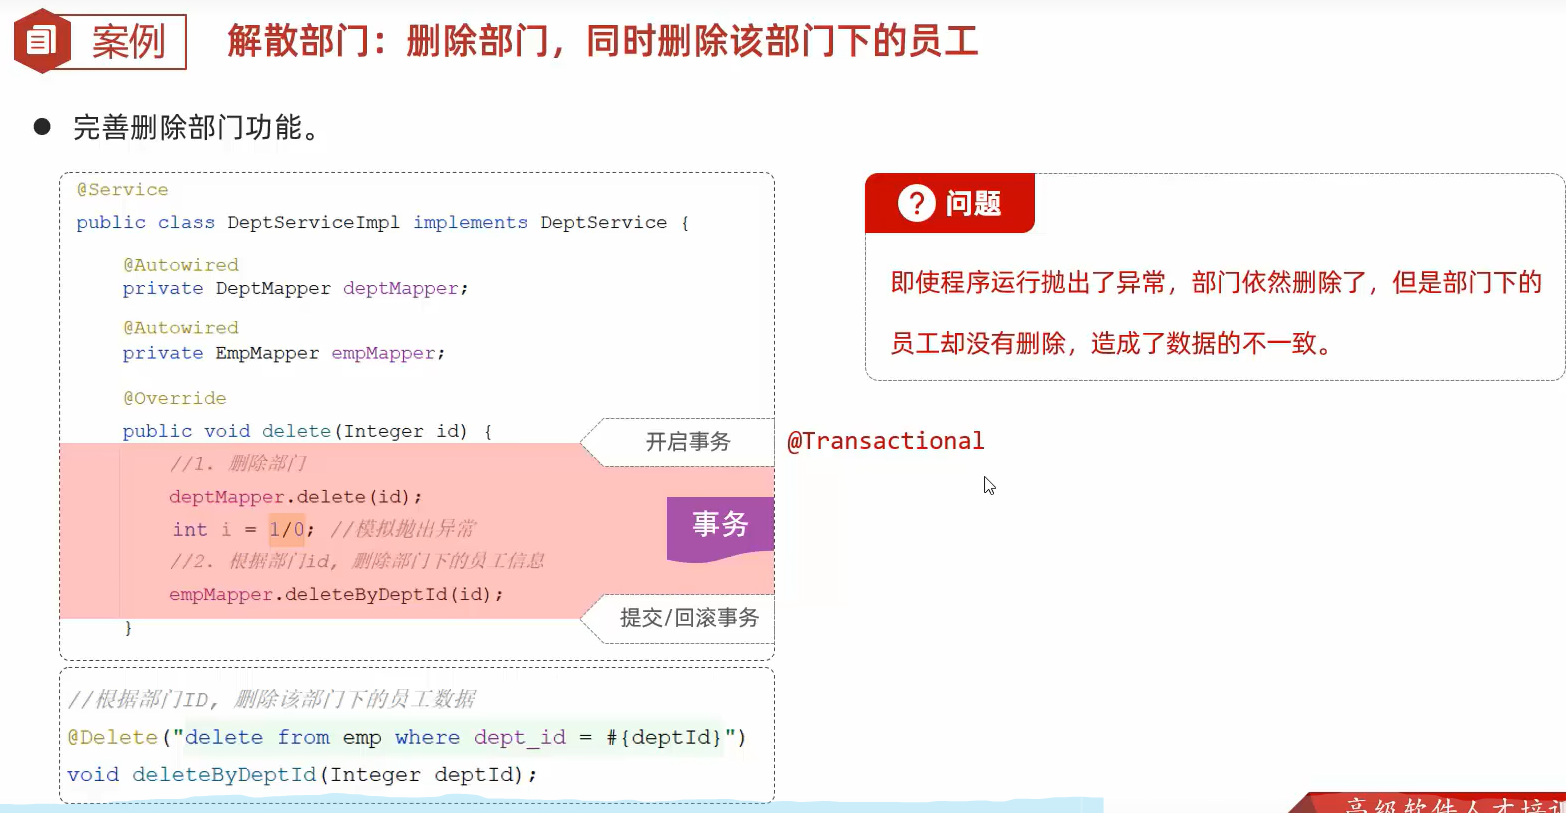 案例
解散部门：删除部门，同时删除该部门下的员工
● 完善删除部门功能。
@Service
public class DeptServiceImpl implements DeptService {
@Autowired
private DeptMapper deptMapper;
@Autowired
private EmpMapper empMapper;
@Override
public void delete(Integer id) {
//1. 删除部门
deptMapper.delete(id);
int i = 1/0; //模拟抛出异常
//2. 根据部门id, 删除部门下的员工信息
empMapper.deleteByDeptId(id);
}
开启事务
事务
提交/回滚事务
@Transactional
? 问题
即使程序运行抛出了异常，部门依然删除了，但是部门下的
员工却没有删除，造成了数据的不一致。
//根据部门ID, 删除该部门下的员工数据
@Delete("delete from emp where dept_id = #{deptId}")
void deleteByDeptId(Integer deptId);
高级软件人才培训